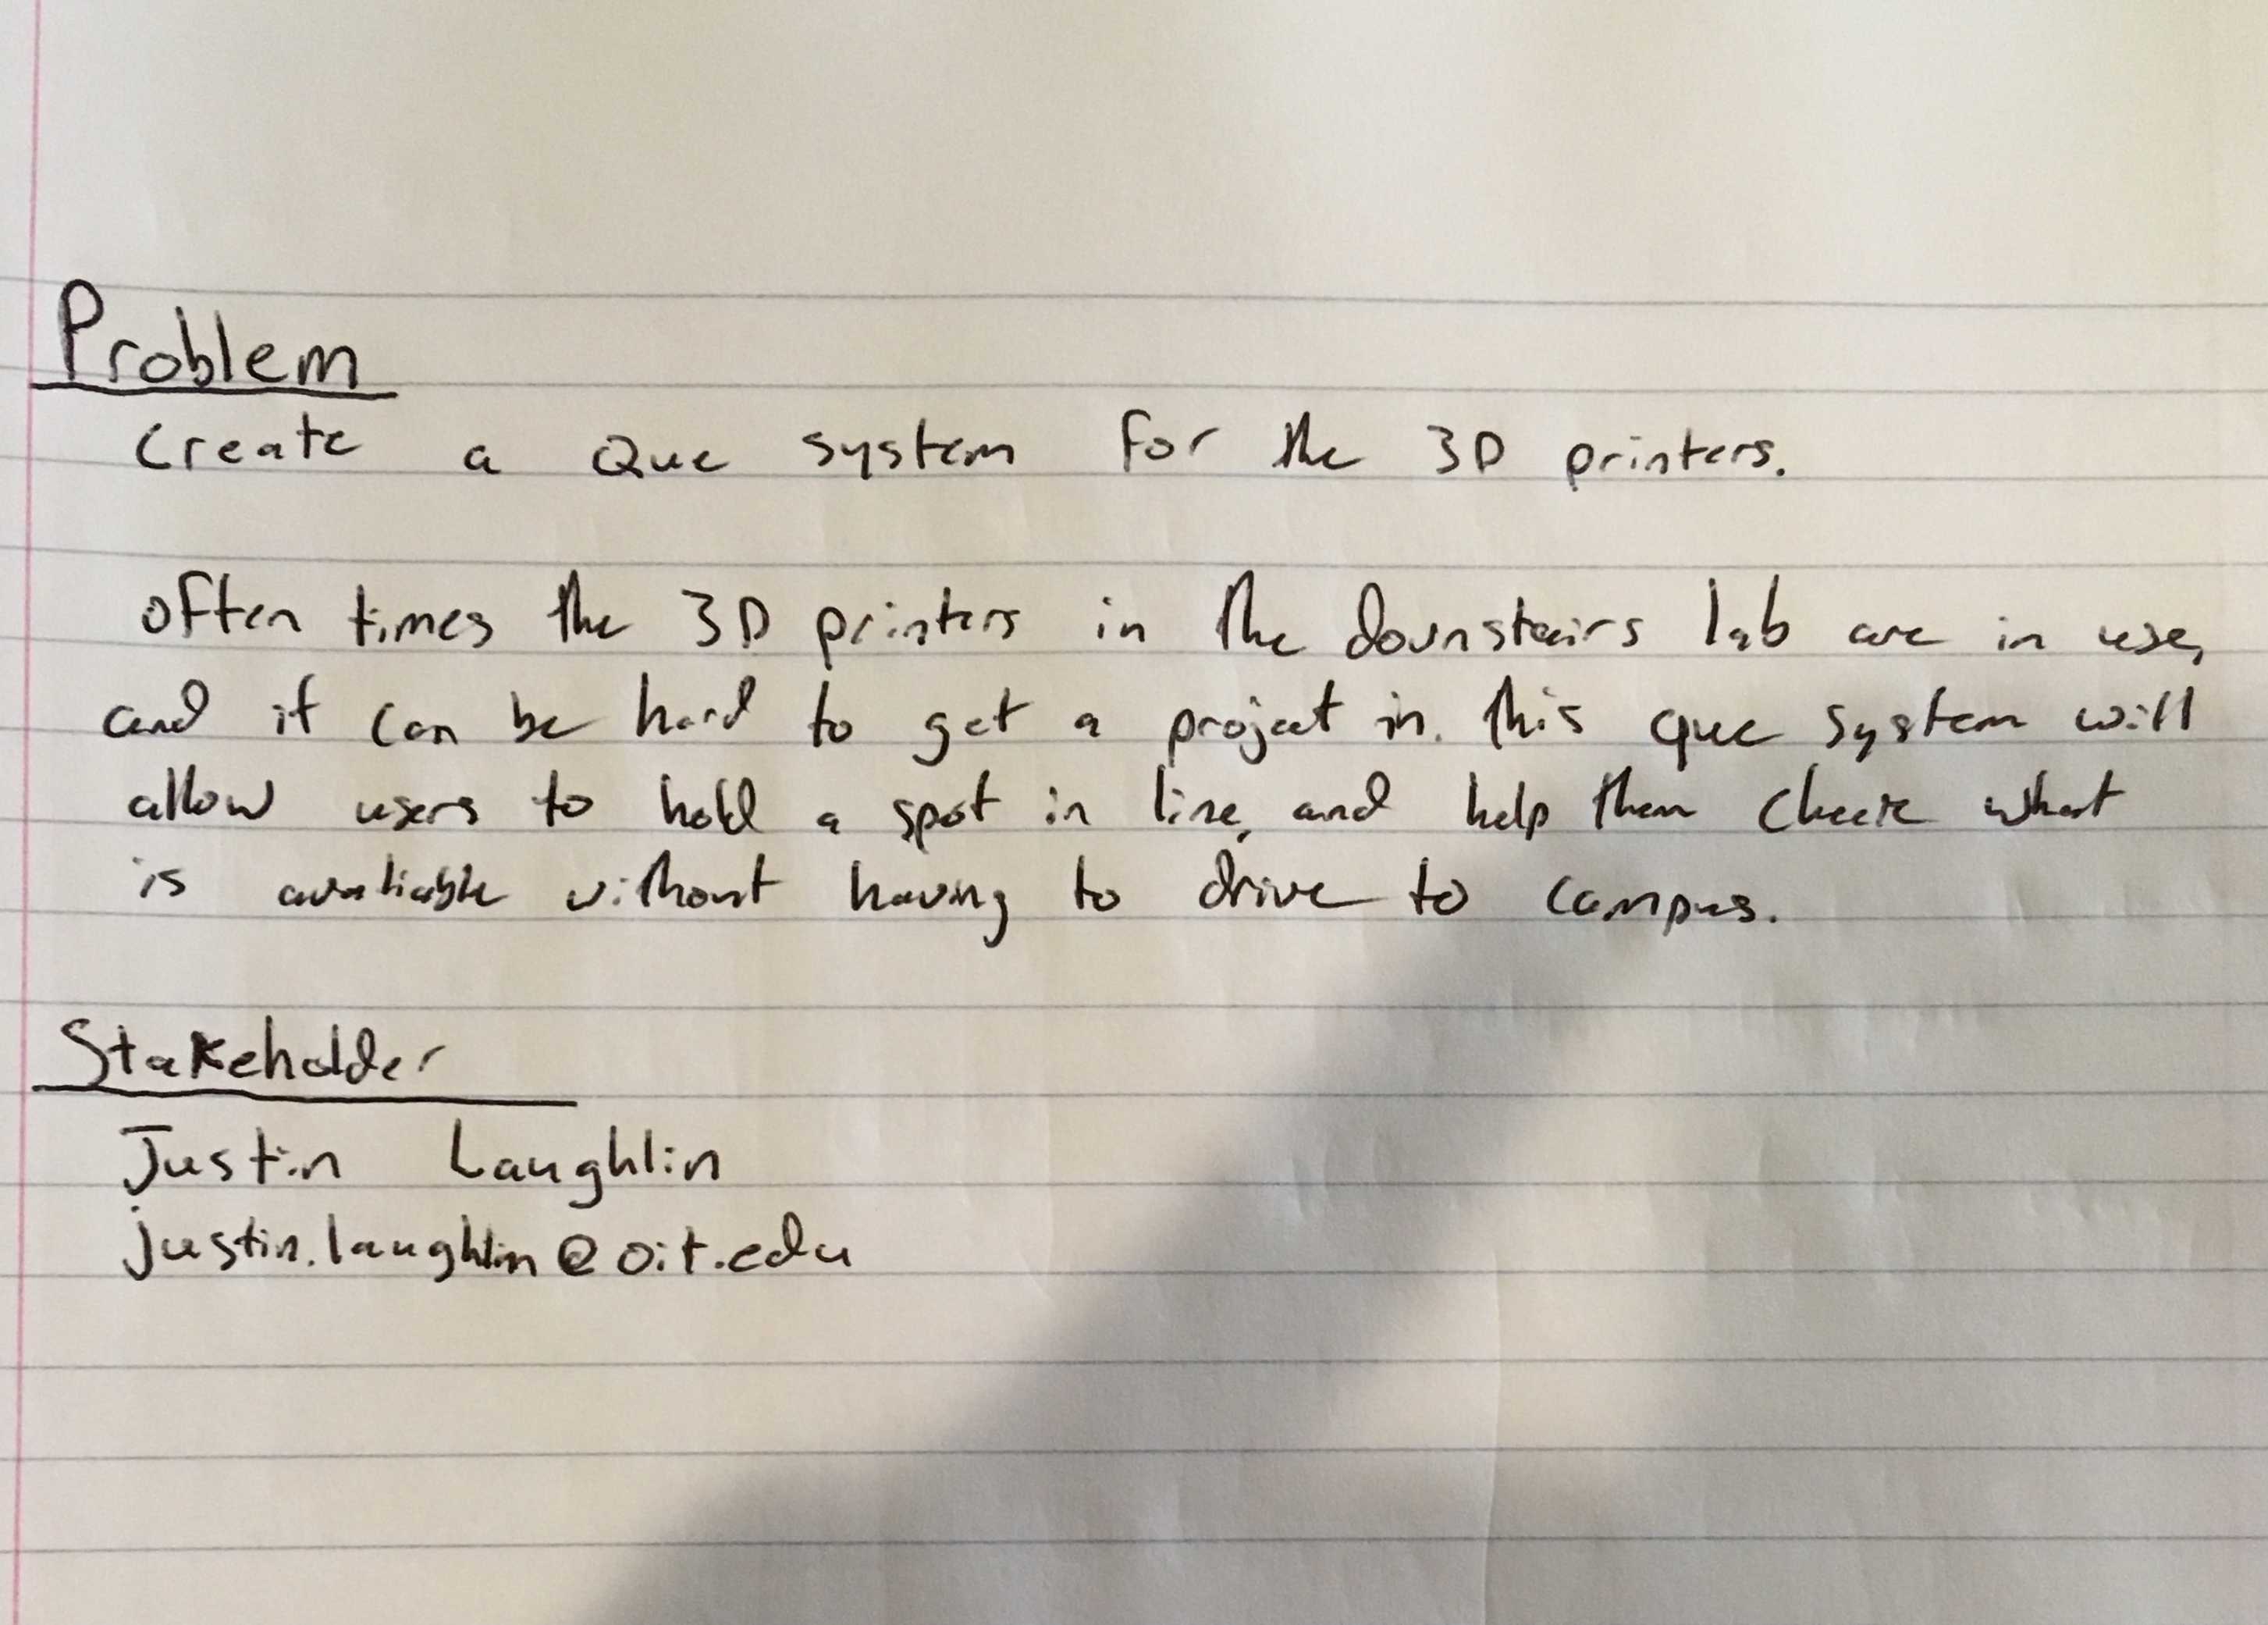 Problem
Create a Que system for the 3D printers.
often times the 3D printers in the downstairs lab are in use,
and it can be hard to get a project in. this que system will
allow users to hold a spot in line, and help them check what
is avaliable without having to drive to campus.
Stakeholder
Justin Laughlin
justin.laughlin@oit.edu